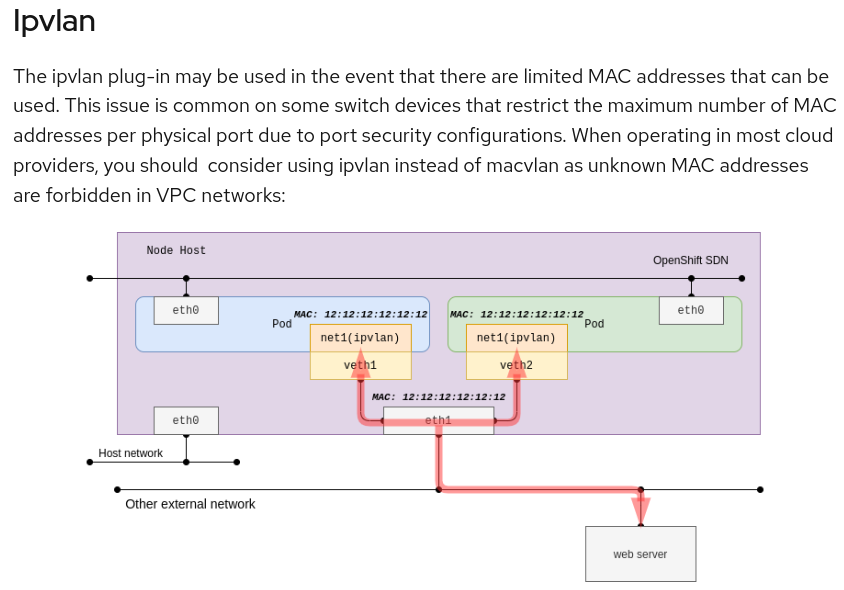 Ipvlan
The ipvlan plug-in may be used in the event that there are limited MAC addresses that can be
used. This issue is common on some switch devices that restrict the maximum number of MAC
addresses per physical port due to port security configurations. When operating in most cloud
providers, you should  consider using ipvlan instead of macvlan as unknown MAC addresses
are forbidden in VPC networks:
Node Host
OpenShift SDN
eth0
Pod
MAC: 12:12:12:12:12:12
net1(ipvlan)
veth1
MAC: 12:12:12:12:12:12
Pod
net1(ipvlan)
veth2
eth0
MAC: 12:12:12:12:12:12
eth0
eth1
Host network
Other external network
web server